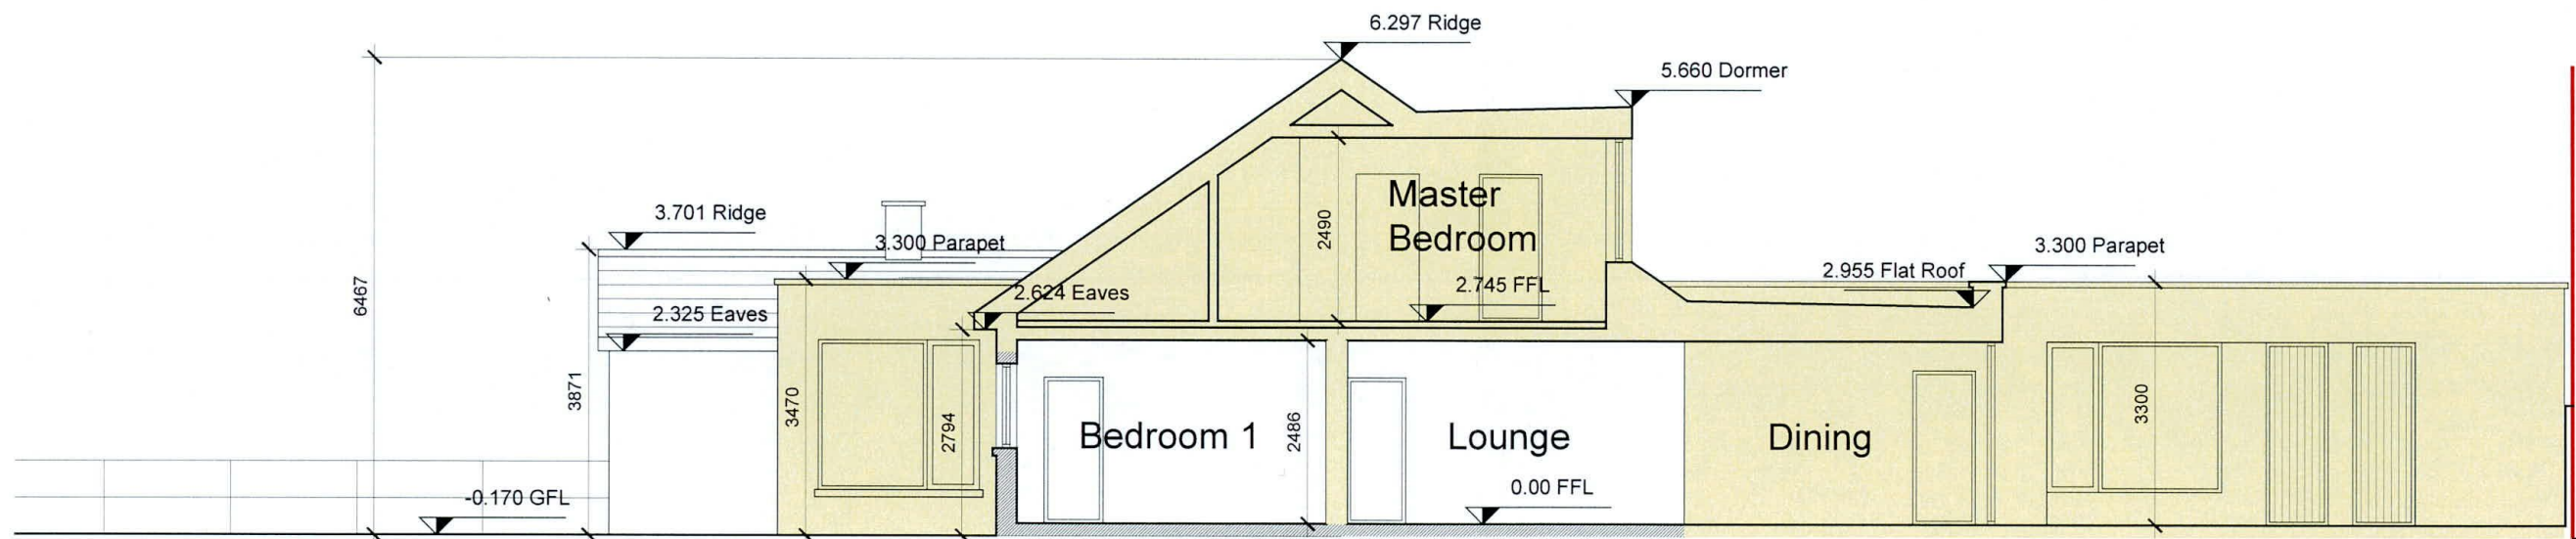 6.297 Ridge
5.660 Dormer
3.701 Ridge
3.300 Parapet
Master
Bedroom
2490
3.300 Parapet
2.955 Flat Roof
2.745 FFL
2.624 Eaves
2.325 Eaves
6467
3871
3470
2794
Bedroom 1
2486
Lounge
Dining
3300
-0.170 GFL
0.00 FFL